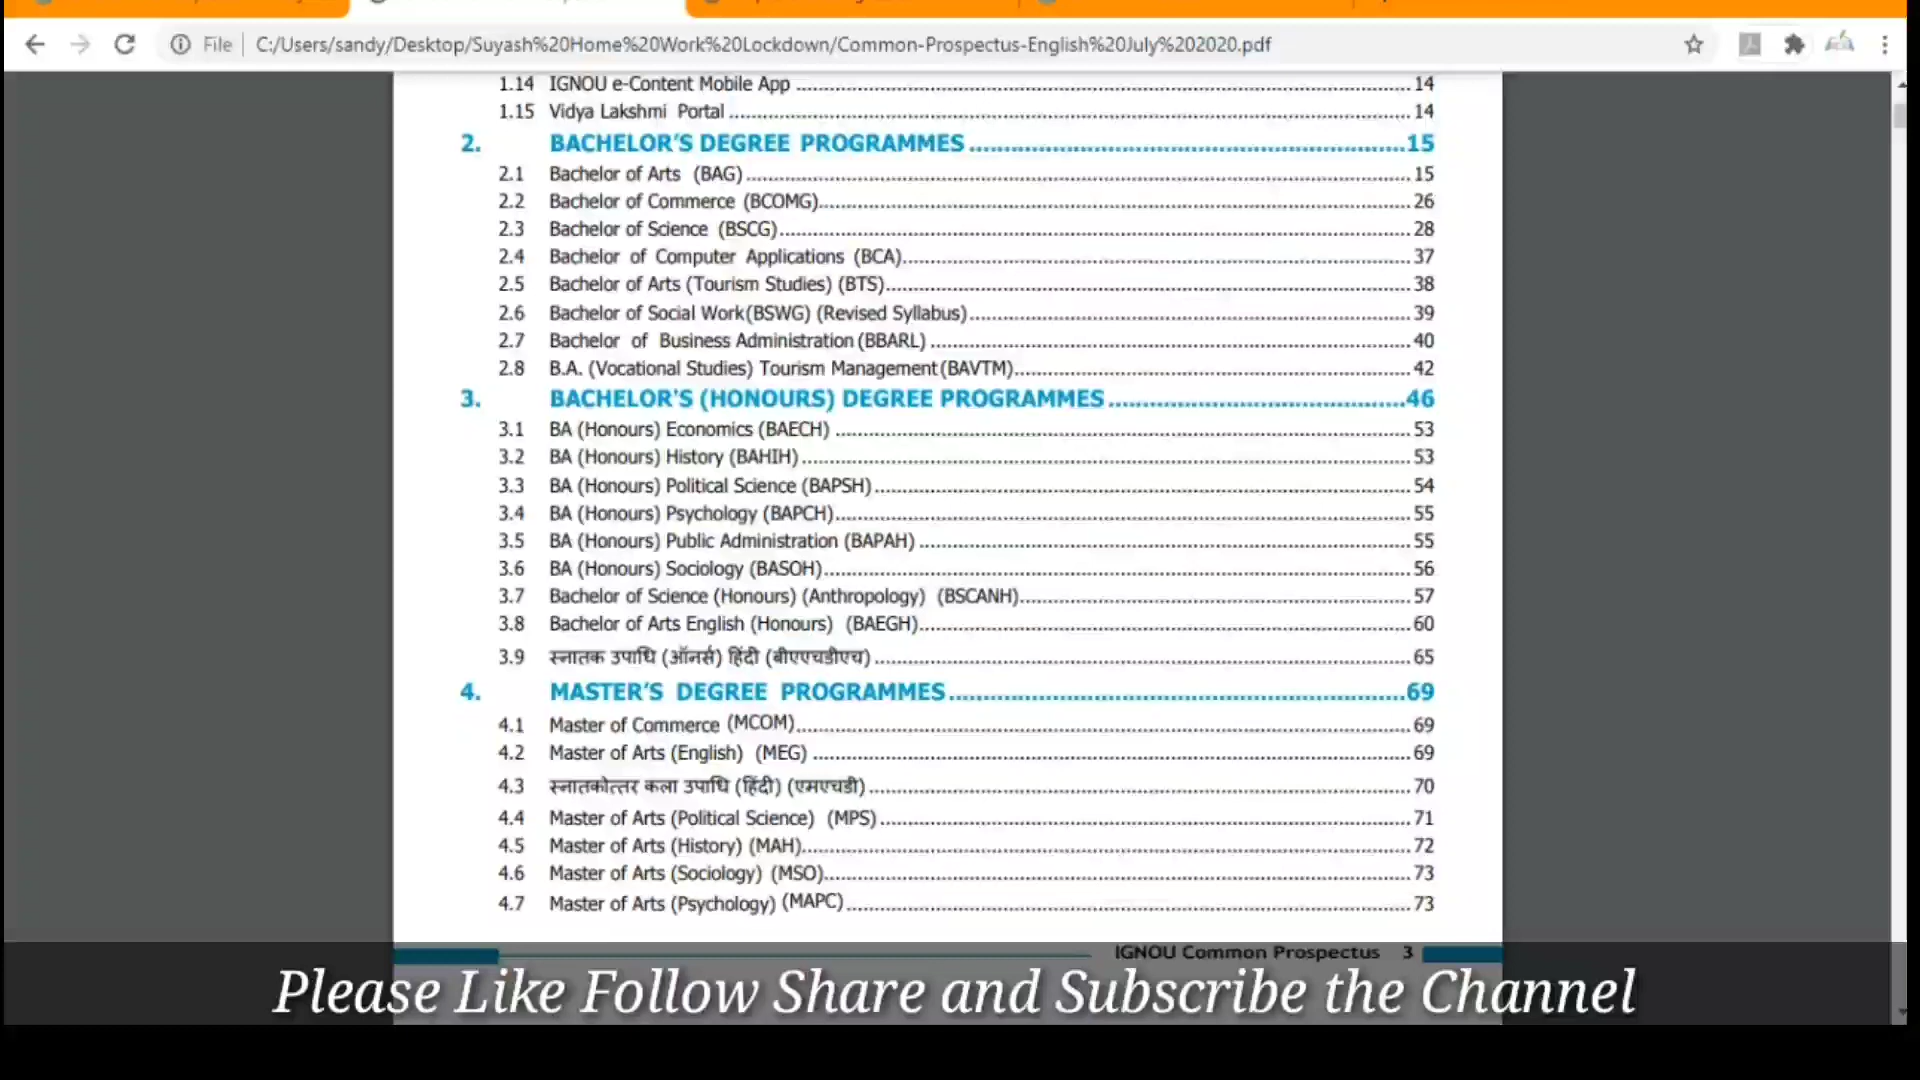 File | C:/Users/sandy/Desktop/Suyash%20Home%20Work%20Lockdown/Common-Prospectus-English%20July%202020.pdf
1.14 IGNOU e-Content Mobile App ........ 14
1.15 Vidya Lakshmi Portal ........ 14
2. BACHELOR'S DEGREE PROGRAMMES ........ 15
2.1 Bachelor of Arts (BAG) ........ 15
2.2 Bachelor of Commerce (BCOMG) ........ 26
2.3 Bachelor of Science (BSCG) ........ 28
2.4 Bachelor of Computer Applications (BCA) ........ 37
2.5 Bachelor of Arts (Tourism Studies) (BTS) ........ 38
2.6 Bachelor of Social Work(BSWG) (Revised Syllabus) ........ 39
2.7 Bachelor of Business Administration (BBARL) ........ 40
2.8 B.A. (Vocational Studies) Tourism Management(BAVTM) ........ 42
3. BACHELOR'S (HONOURS) DEGREE PROGRAMMES ........ 46
3.1 BA (Honours) Economics (BAECH) ........ 53
3.2 BA (Honours) History (BAHIH) ........ 53
3.3 BA (Honours) Political Science (BAPSH) ........ 54
3.4 BA (Honours) Psychology (BAPCH) ........ 55
3.5 BA (Honours) Public Administration (BAPAH) ........ 55
3.6 BA (Honours) Sociology (BASOH) ........ 56
3.7 Bachelor of Science (Honours) (Anthropology) (BSCANH) ........ 57
3.8 Bachelor of Arts English (Honours) (BAEGH) ........ 60
3.9 स्नातक उपाधि (ऑनर्स) हिंदी (बीएएचडीएच) ........ 65
4. MASTER'S DEGREE PROGRAMMES ........ 69
4.1 Master of Commerce (MCOM) ........ 69
4.2 Master of Arts (English) (MEG) ........ 69
4.3 स्नातकोत्तर कला उपाधि (हिंदी) (एमएचडी) ........ 70
4.4 Master of Arts (Political Science) (MPS) ........ 71
4.5 Master of Arts (History) (MAH) ........ 72
4.6 Master of Arts (Sociology) (MSO) ........ 73
4.7 Master of Arts (Psychology) (MAPC) ........ 73
IGNOU Common Prospectus 3
Please Like Follow Share and Subscribe the Channel